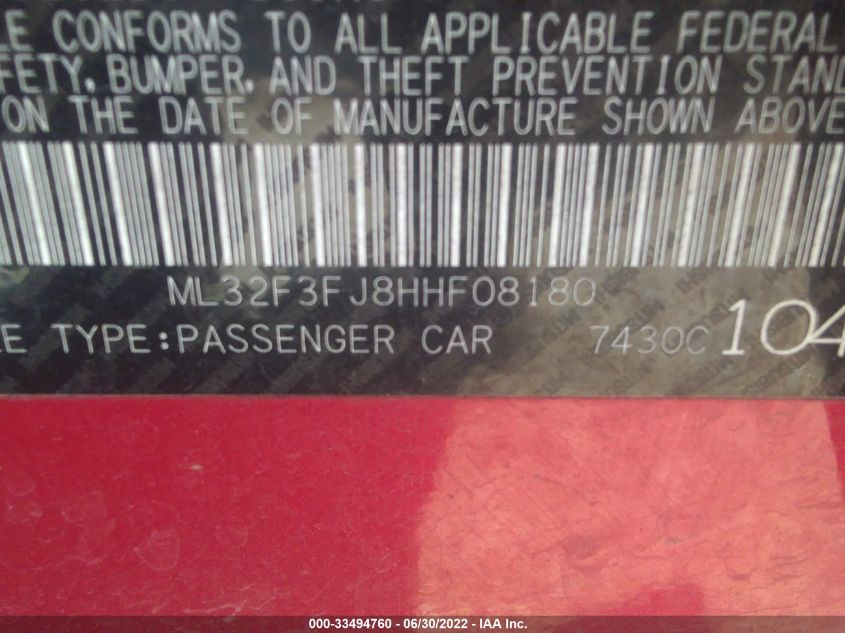 LE CONFORMS TO ALL APPLICABLE FEDERAL
FETY, BUMPER, AND THEFT PREVENTION STAND
ON THE DATE OF MANUFACTURE SHOWN ABOVE
ML32F3FJ8HHF08180
LE TYPE:PASSENGER CAR 7430C 104
000-33494760 - 06/30/2022 - IAA Inc.